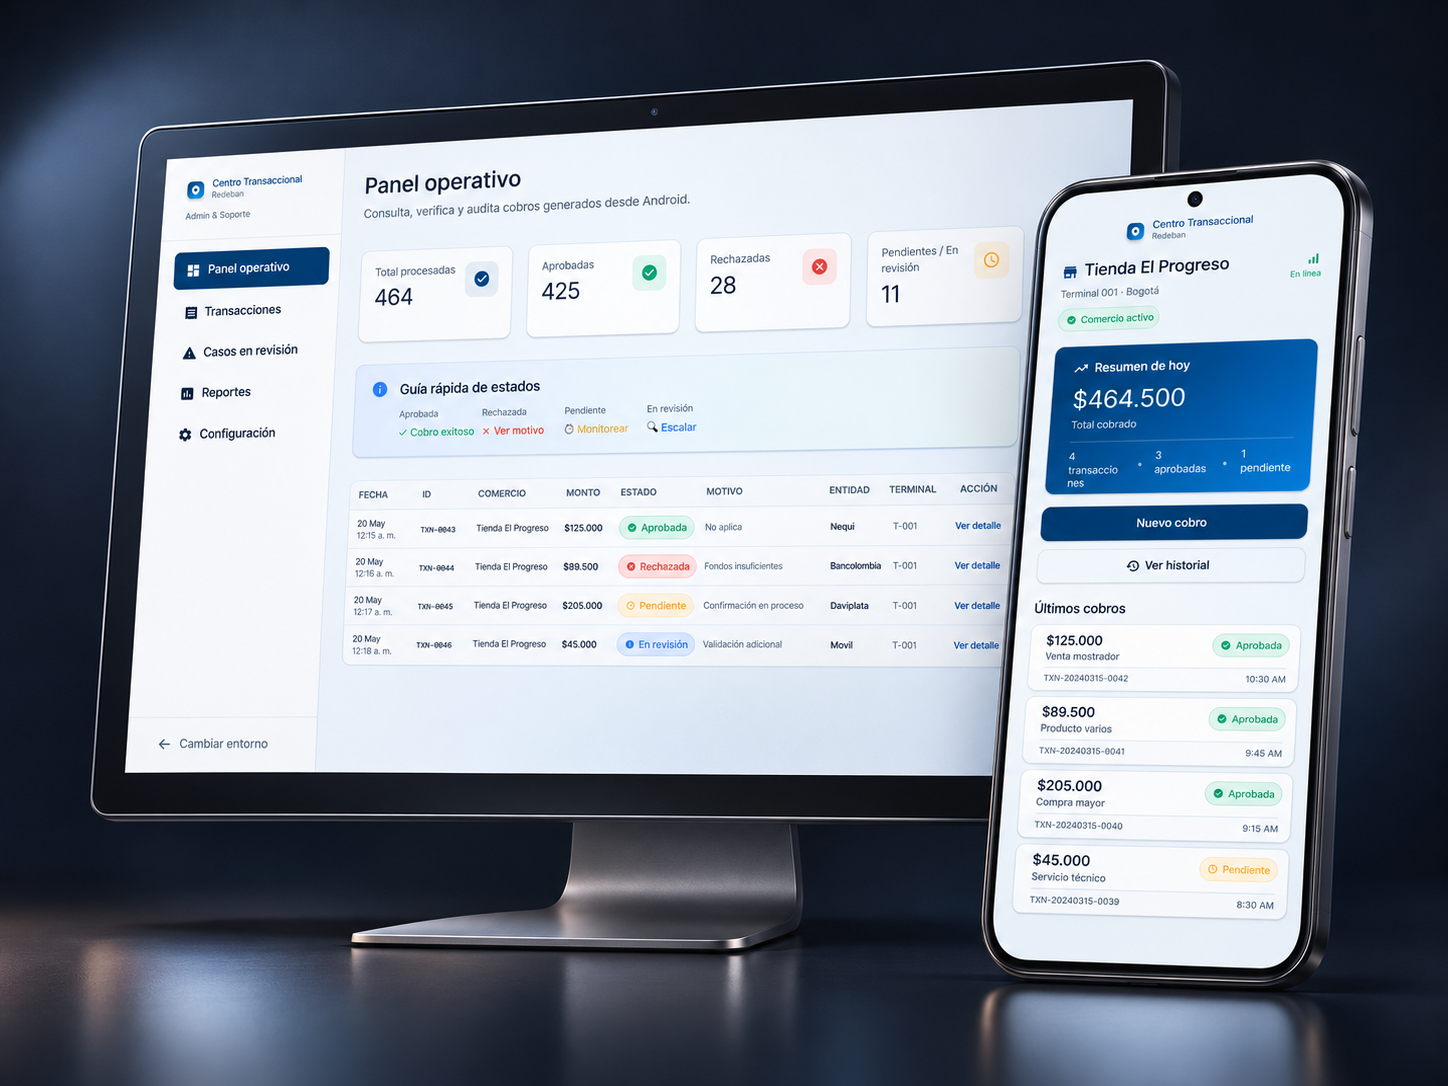 Centro Transaccional
Redeban
Admin & Soporte
Panel operativo
Transacciones
Casos en revisión
Reportes
Configuración
Cambiar entorno
Panel operativo
Consulta, verifica y audita cobros generados desde Android.
Total procesadas
464
Aprobadas
425
Rechazadas
28
Pendientes / En
revisión
11
Guía rápida de estados
Aprobada Rechazada Pendiente En revisión
Cobro exitoso Ver motivo Monitorear Escalar
FECHA ID COMERCIO MONTO ESTADO MOTIVO ENTIDAD TERMINAL ACCIÓN
20 May
12:15 a. m. TXN-0043 Tienda El Progreso $125.000 Aprobada No aplica Nequi T-001 Ver detalle
20 May
12:16 a. m. TXN-0044 Tienda El Progreso $89.500 Rechazada Fondos insuficientes Bancolombia T-001 Ver detalle
20 May
12:17 a. m. TXN-0045 Tienda El Progreso $205.000 Pendiente Confirmación en proceso Daviplata T-001 Ver detalle
20 May
12:18 a. m. TXN-0046 Tienda El Progreso $45.000 En revisión Validación adicional Movil T-001 Ver detalle
Centro Transaccional
Redeban
Tienda El Progreso
En línea
Terminal 001 · Bogotá
Comercio activo
Resumen de hoy
$464.500
Total cobrado
4
transaccio
nes
•
3
aprobadas
•
1
pendiente
Nuevo cobro
Ver historial
Últimos cobros
$125.000
Venta mostrador
Aprobada
TXN-20240315-0042 10:30 AM
$89.500
Producto varios
Aprobada
TXN-20240315-0041 9:45 AM
$205.000
Compra mayor
Aprobada
TXN-20240315-0040 9:15 AM
$45.000
Servicio técnico
Pendiente
TXN-20240315-0039 8:30 AM